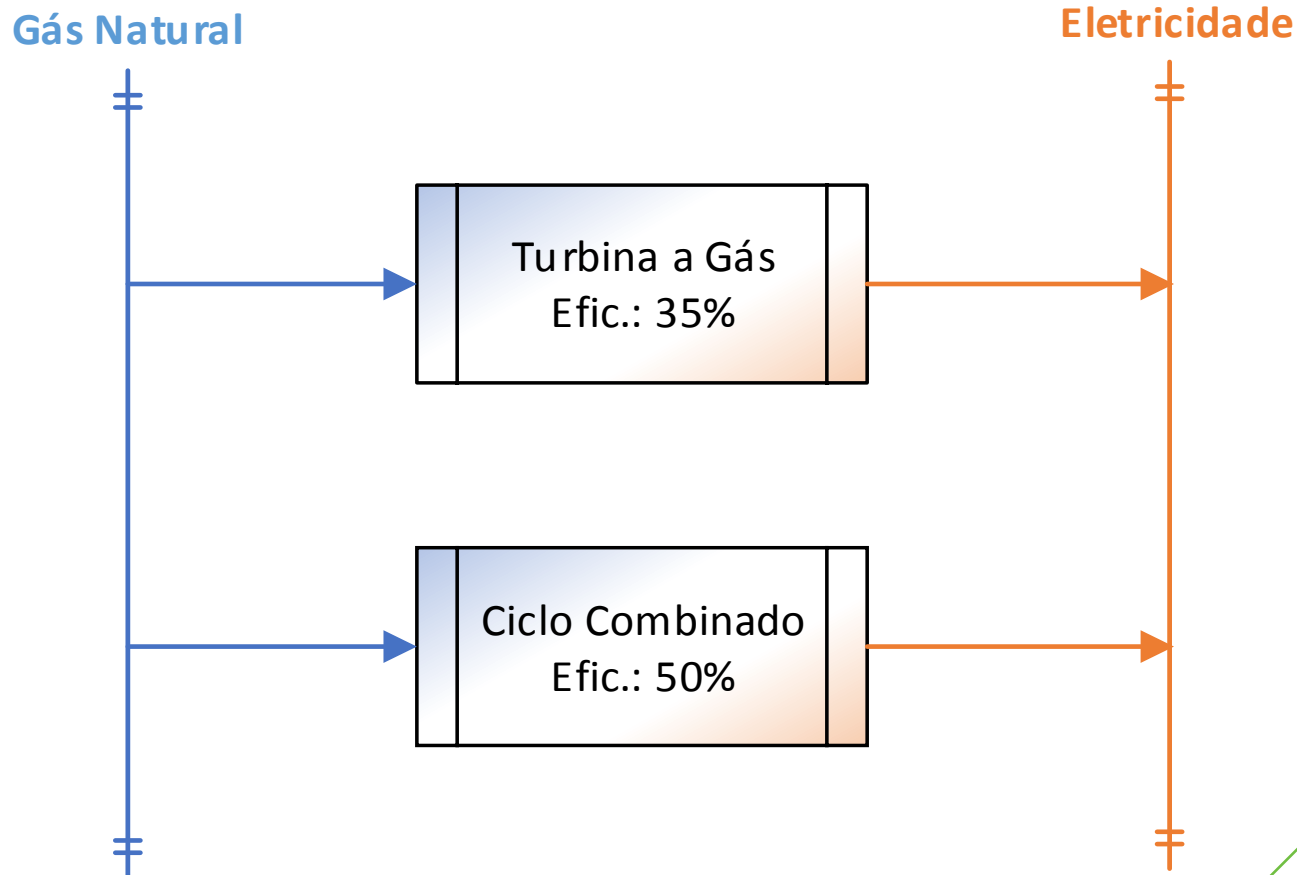 Gás Natural
Eletricidade
Turbina a Gás
Efic.: 35%
Ciclo Combinado
Efic.: 50%